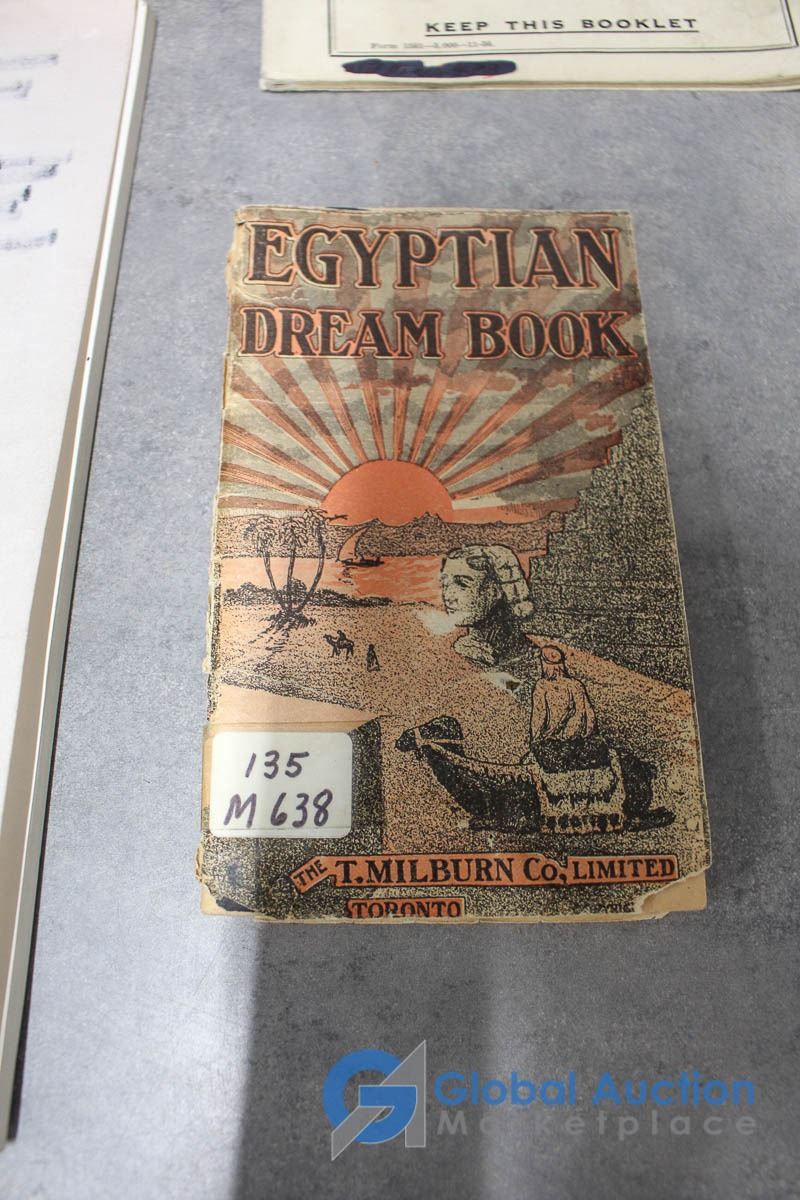 KEEP THIS BOOKLET
EGYPTIAN
DREAM BOOK
135
M638
THE T. MILBURN CO., LIMITED
TORONTO
Global Auction
Marketplace